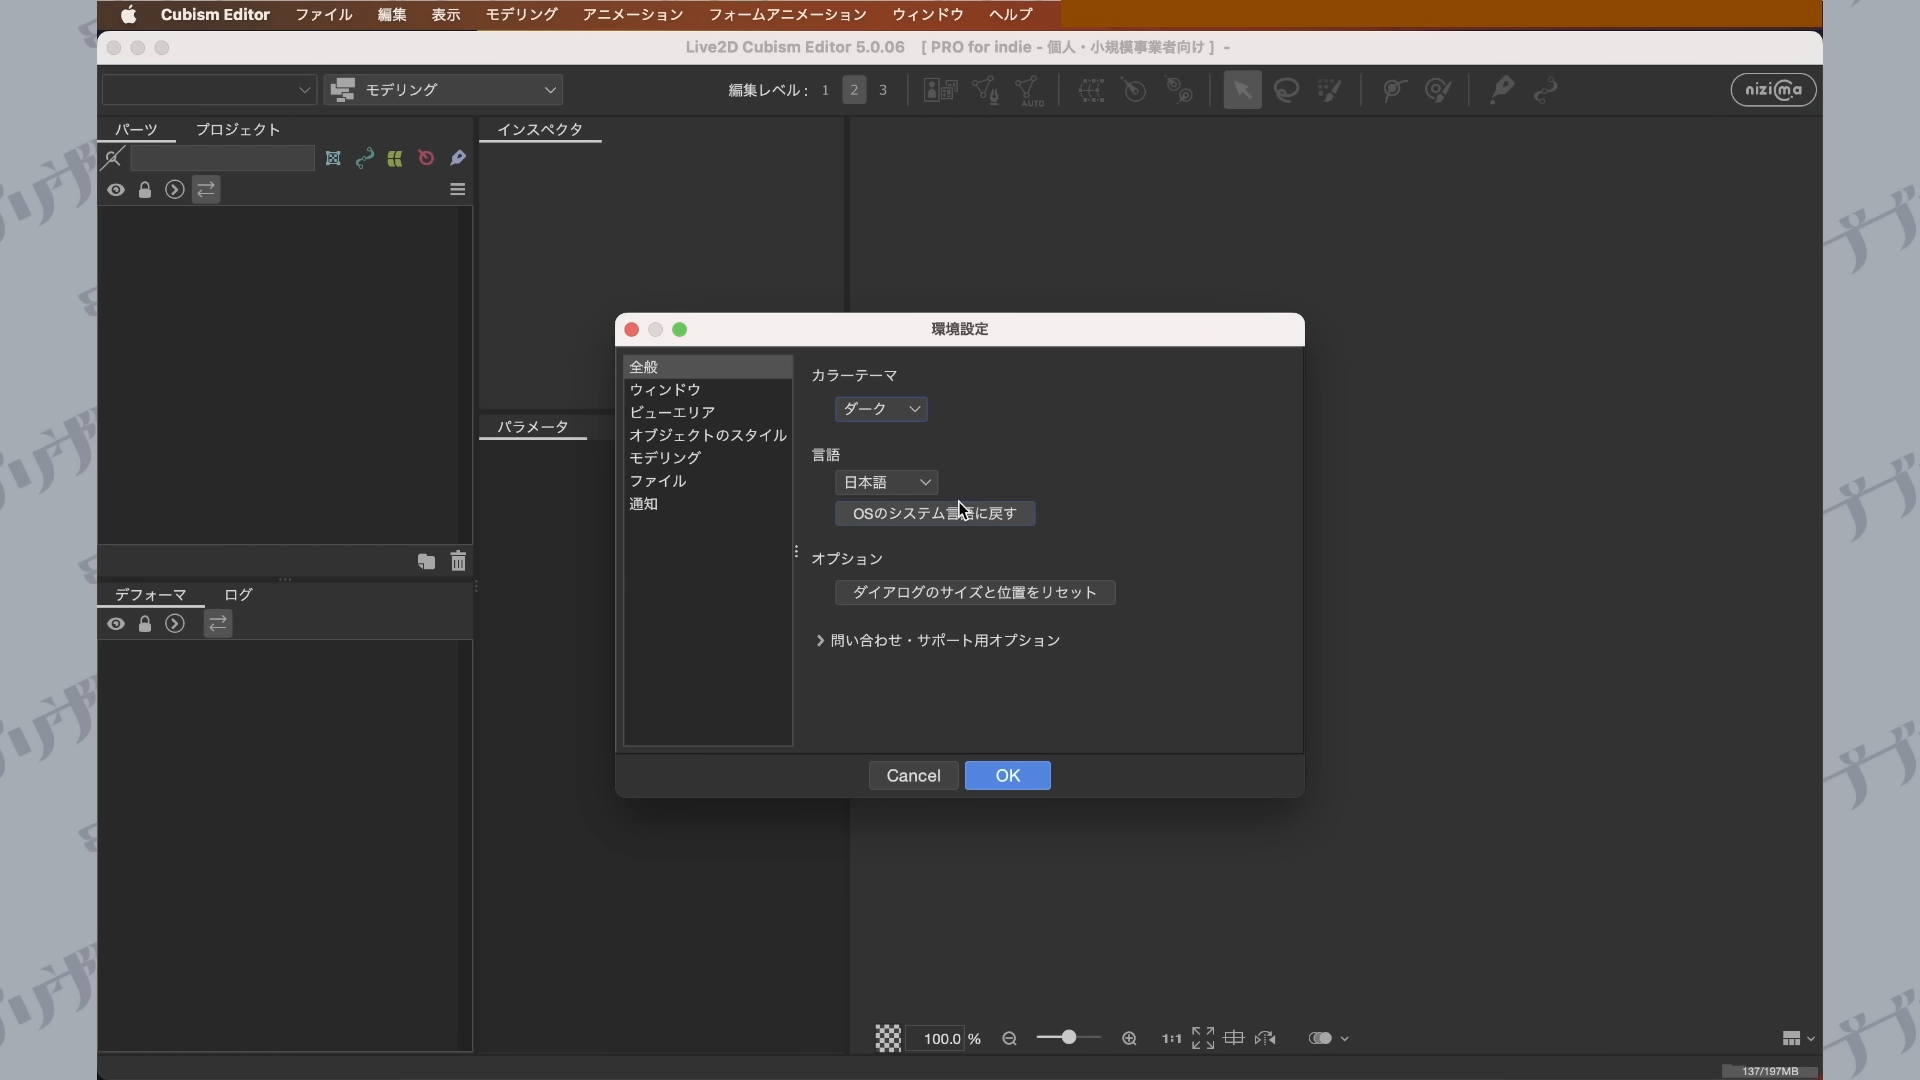 Cubism Editor ファイル 編集 表示 モデリング アニメーション フォームアニメーション ウィンドウ ヘルプ
Live2D Cubism Editor 5.0.06 [ PRO for indie - 個人・小規模事業者向け ] -
モデリング 編集レベル： 1 2 3 AUTO nizima
パーツ プロジェクト インスペクタ
環境設定
全般
ウィンドウ
ビューエリア
オブジェクトのスタイル
モデリング
ファイル
通知
カラーテーマ
ダーク
言語
日本語
OSのシステム言語に戻す
オプション
ダイアログのサイズと位置をリセット
問い合わせ・サポート用オプション
Cancel OK
パラメータ
デフォーマ ログ
100.0 % 1:1
137/197MB